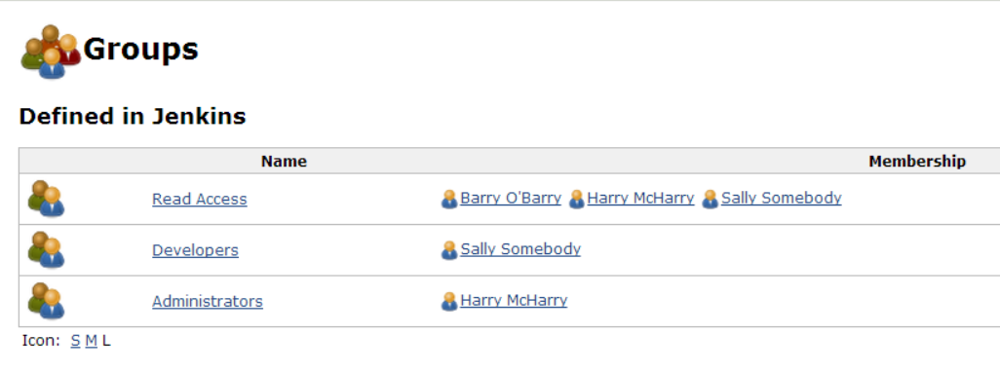 Groups
Defined in Jenkins
Name Membership
Read Access Barry O'Barry Harry McHarry Sally Somebody
Developers Sally Somebody
Administrators Harry McHarry
Icon: S M L